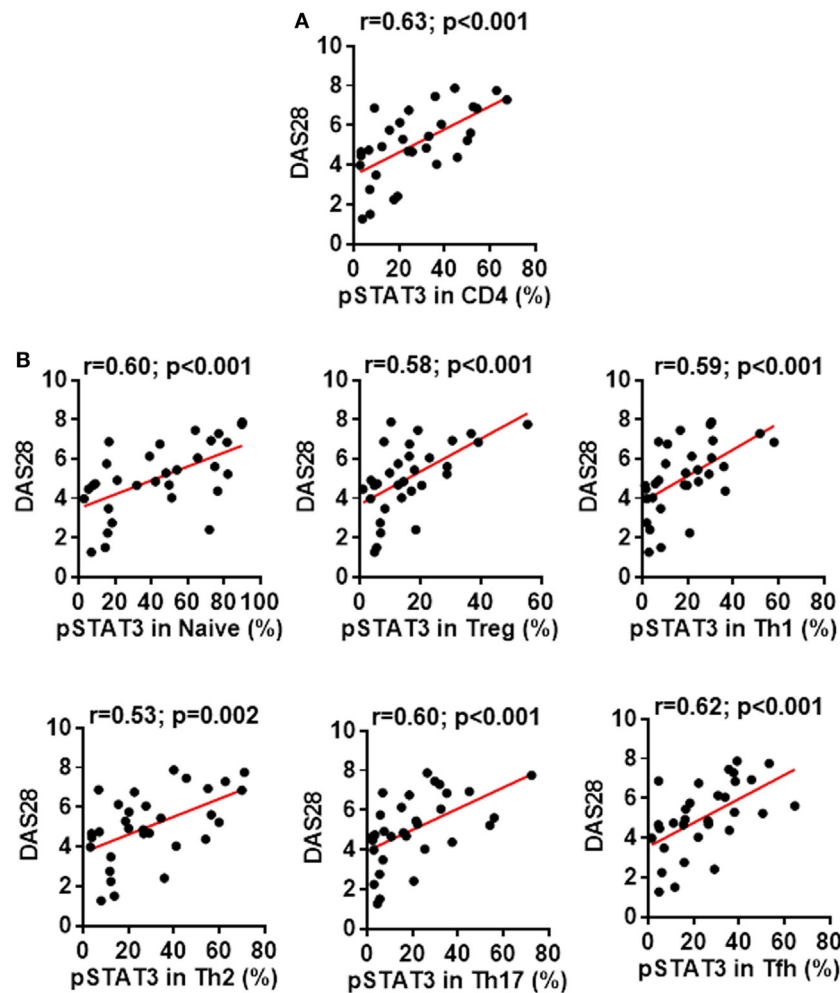 A
r=0.63; p<0.001
10
8
6
4
2
0
DAS28
0 20 40 60 80
pSTAT3 in CD4 (%)
B
r=0.60; p<0.001
10
8
6
4
2
0
DAS28
0 20 40 60 80 100
pSTAT3 in Naive (%)
r=0.58; p<0.001
10
8
6
4
2
0
DAS28
0 20 40 60
pSTAT3 in Treg (%)
r=0.59; p<0.001
10
8
6
4
2
0
DAS28
0 20 40 60 80
pSTAT3 in Th1 (%)
r=0.53; p=0.002
10
8
6
4
2
0
DAS28
0 20 40 60 80
pSTAT3 in Th2 (%)
r=0.60; p<0.001
10
8
6
4
2
0
DAS28
0 20 40 60 80
pSTAT3 in Th17 (%)
r=0.62; p<0.001
10
8
6
4
2
0
DAS28
0 20 40 60 80
pSTAT3 in Tfh (%)